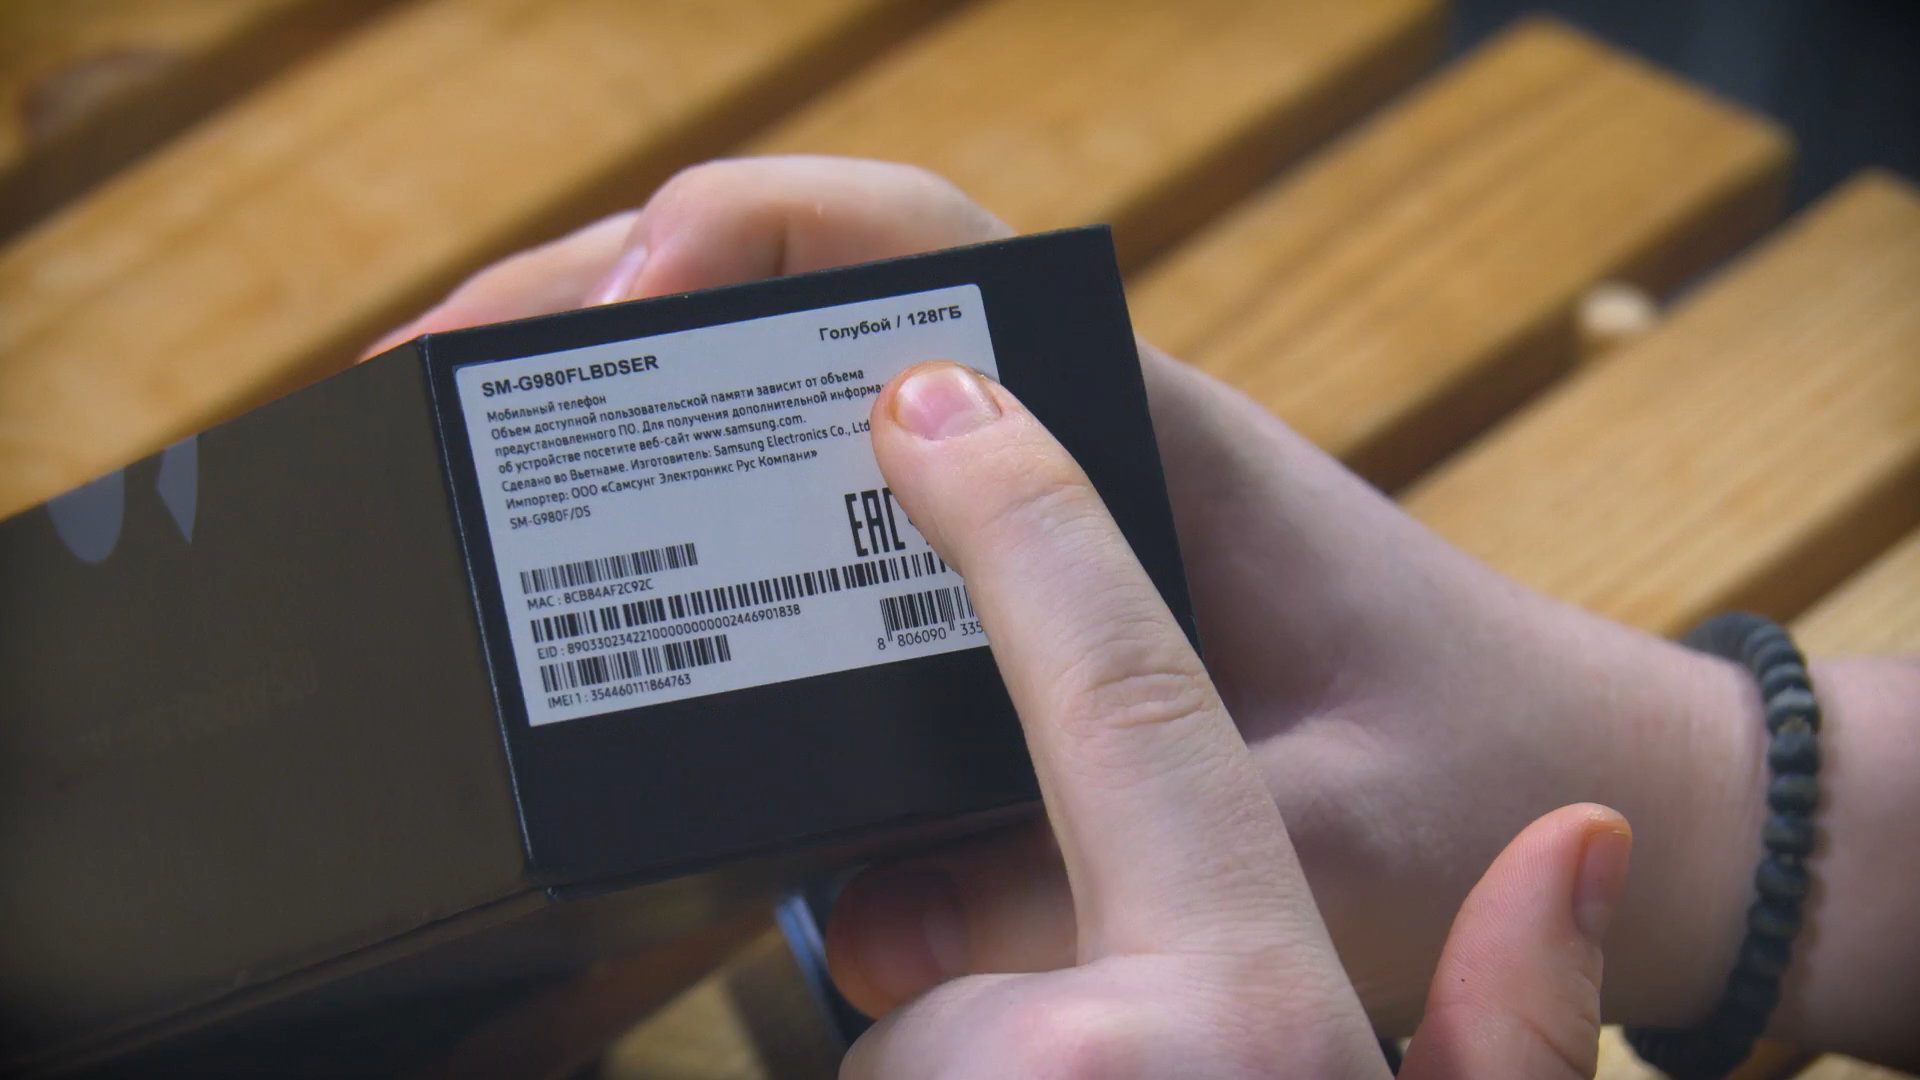 SM-G980FLBDSER
Голубой / 128ГБ
Мобильный телефон
Объем доступной пользовательской памяти зависит от объема
предустановленного ПО. Для получения дополнительной
об устройстве посетите веб-сайт www.samsung.com.
Сделано во Вьетнаме. Изготовитель: Samsung Electronics Co., Ltd
Импортер: ООО «Самсунг Электроникс Рус Компани»
SM-G980F/DS
EAC
MAC : 8CB84AF2C92C
EID : 89033023422100000000002446901838
8 806090 335
IMEI 1 : 354460111864763